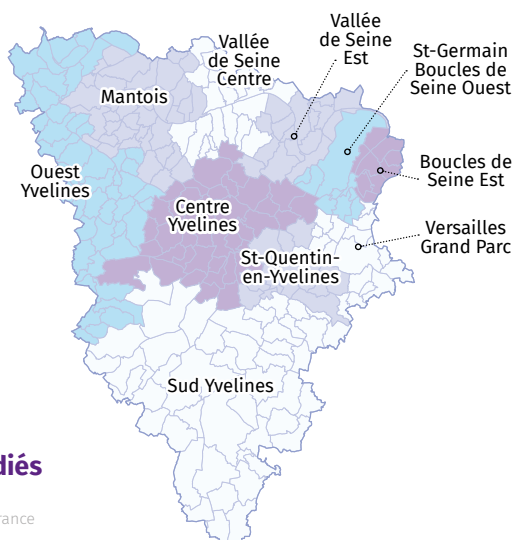 Vallée
de Seine
Centre
Vallée
de Seine
Est
St-Germain
Boucles de
Seine Ouest
Mantois
Boucles de
Seine Est
Ouest
Yvelines
Centre
Yvelines
Versailles
Grand Parc
St-Quentin-
en-Yvelines
Sud Yvelines
diés
rance